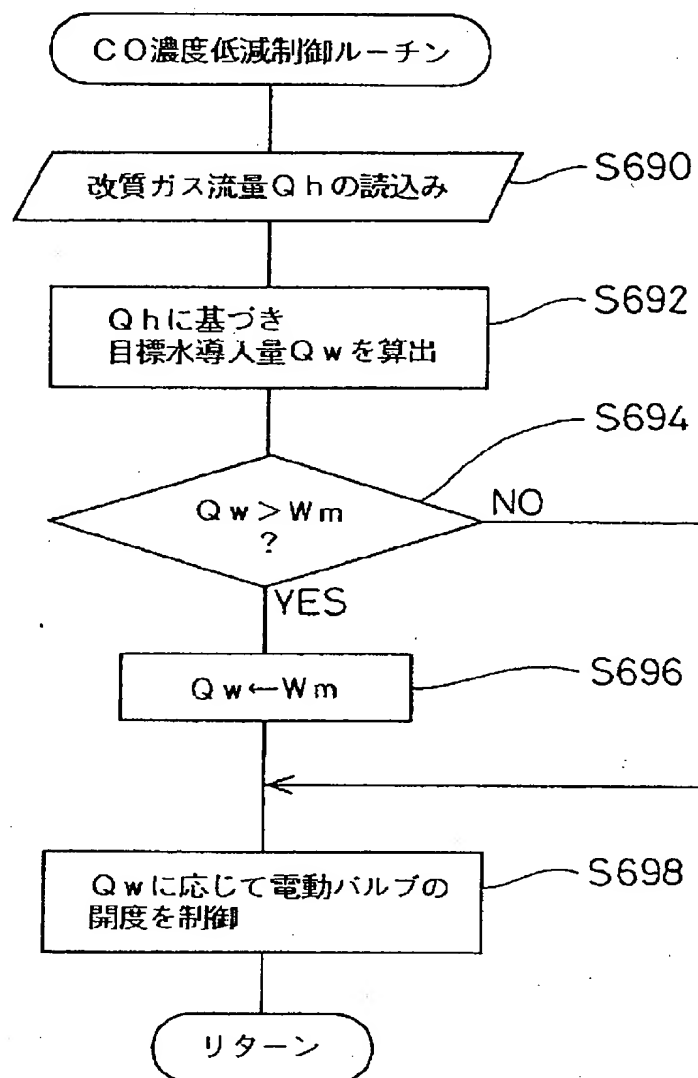 CO濃度低減制御ルーチン
改質ガス流量Qhの読込み
S690
Qhに基づき
目標水導入量Qwを算出
S692
S694
Qw>Wm
?
NO
YES
Qw←Wm
S696
Qwに応じて電動バルブの
開度を制御
S698
リターン